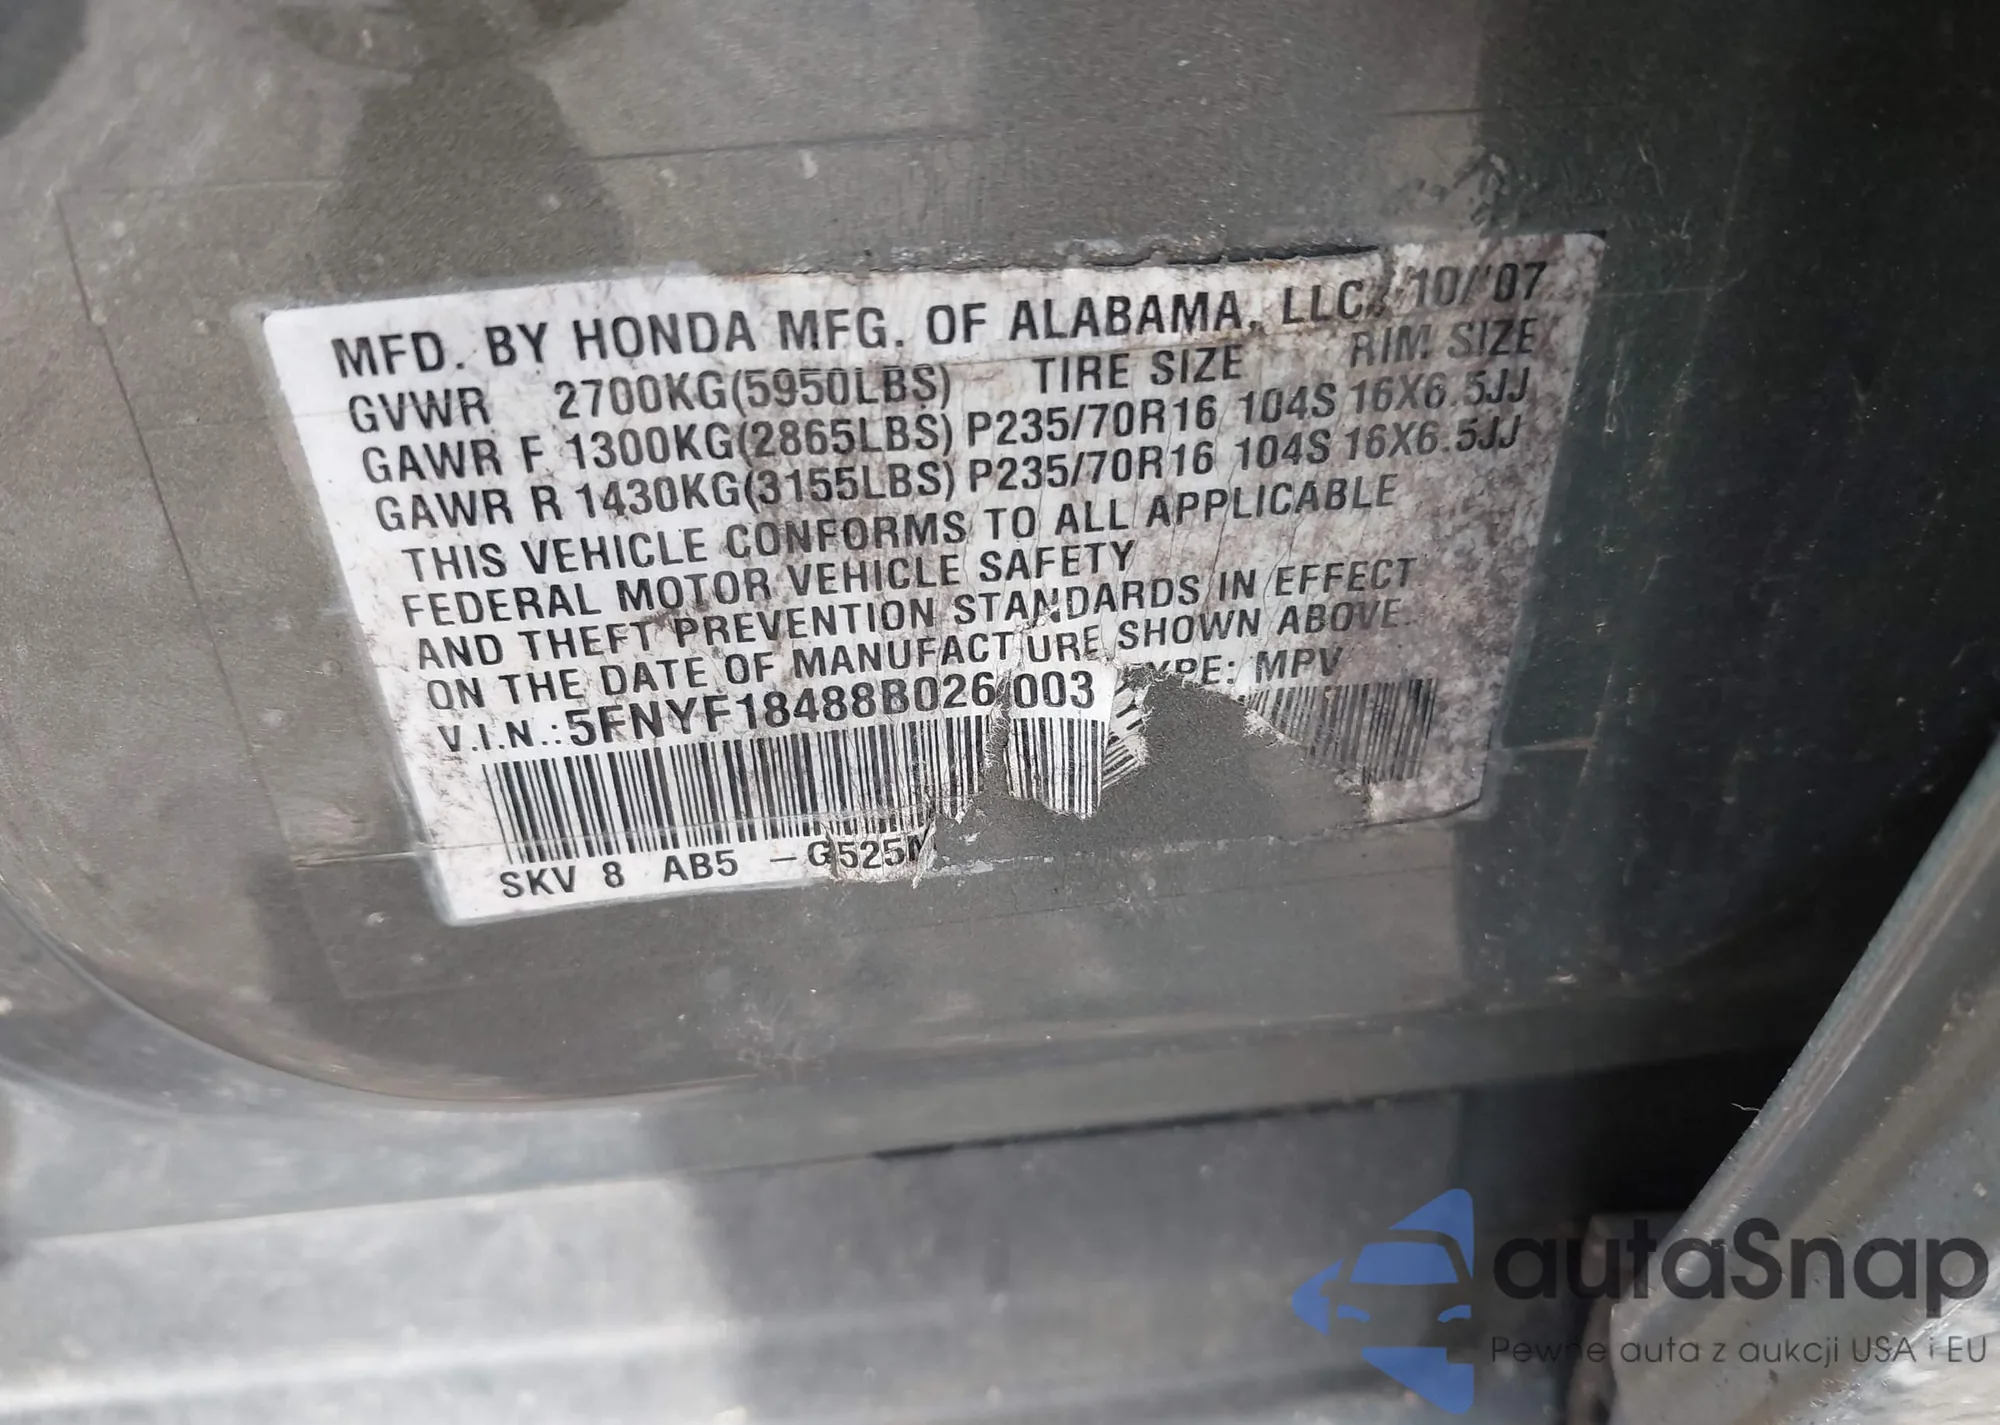 MFD. BY HONDA MFG. OF ALABAMA, LLC. 10/'07
GVWR 2700KG(5950LBS) TIRE SIZE RIM SIZE
GAWR F 1300KG(2865LBS) P235/70R16 104S 16X6.5JJ
GAWR R 1430KG(3155LBS) P235/70R16 104S 16X6.5JJ
THIS VEHICLE CONFORMS TO ALL APPLICABLE
FEDERAL MOTOR VEHICLE SAFETY
AND THEFT PREVENTION STANDARDS IN EFFECT
ON THE DATE OF MANUFACTURE SHOWN ABOVE.
V.I.N.: 5FNYF18488B026003 YPE: MPV
SKV 8 AB5 -G525M
autaSnap
Pewne auta z aukcji USA i EU